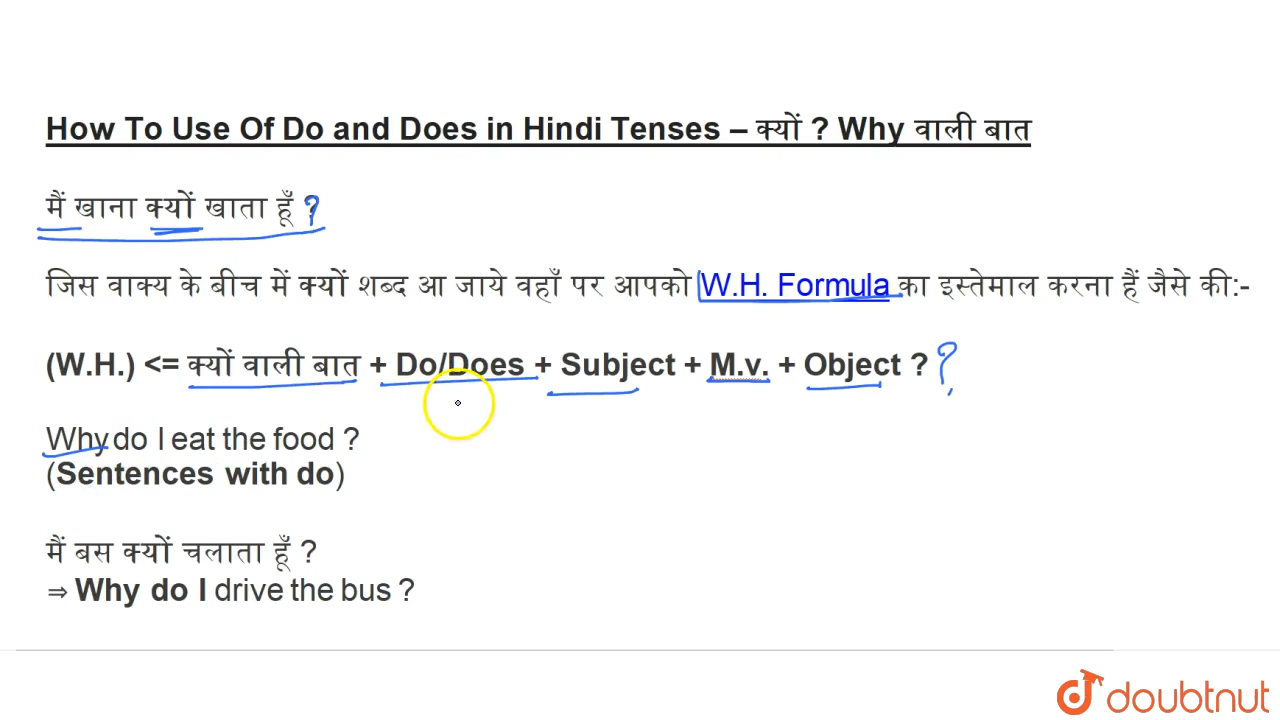 How To Use Of Do and Does in Hindi Tenses – क्यों ? Why वाली बात
मैं खाना क्यों खाता हूँ ?
जिस वाक्य के बीच में क्यों शब्द आ जाये वहाँ पर आपको W.H. Formula का इस्तेमाल करना हैं जैसे की:-
(W.H.) <= क्यों वाली बात + Do/Does + Subject + M.v. + Object ? ?
Why do I eat the food ?
(Sentences with do)
मैं बस क्यों चलाता हूँ ?
⇒ Why do I drive the bus ?
doubtnut